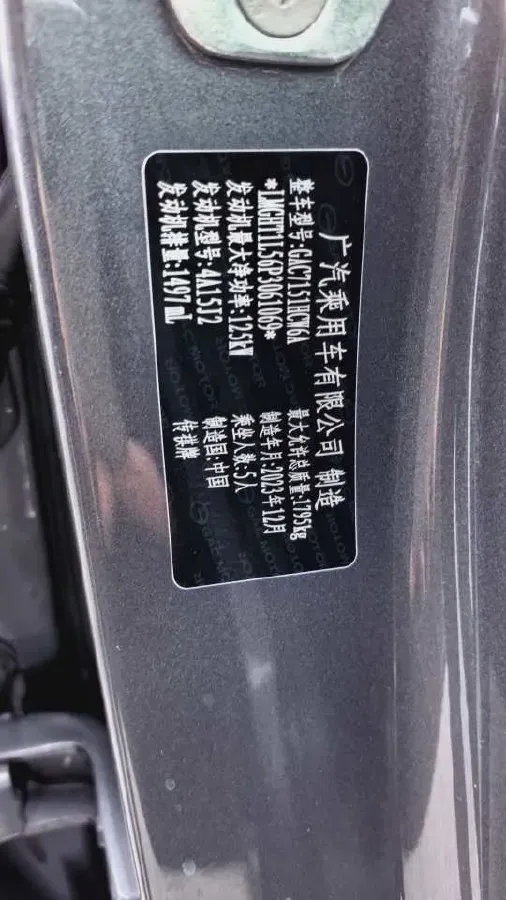 广汽乘用车有限公司 制造
整车型号:GAC7151HCW6A 最大允许总质量:1795kg
*LMGHT1L56P3061069* 制造年月:2023年12月
发动机最大净功率:125kW 乘坐人数:5人
发动机型号:4A15J2 制造国:中国
发动机排量:1497mL 传祺牌